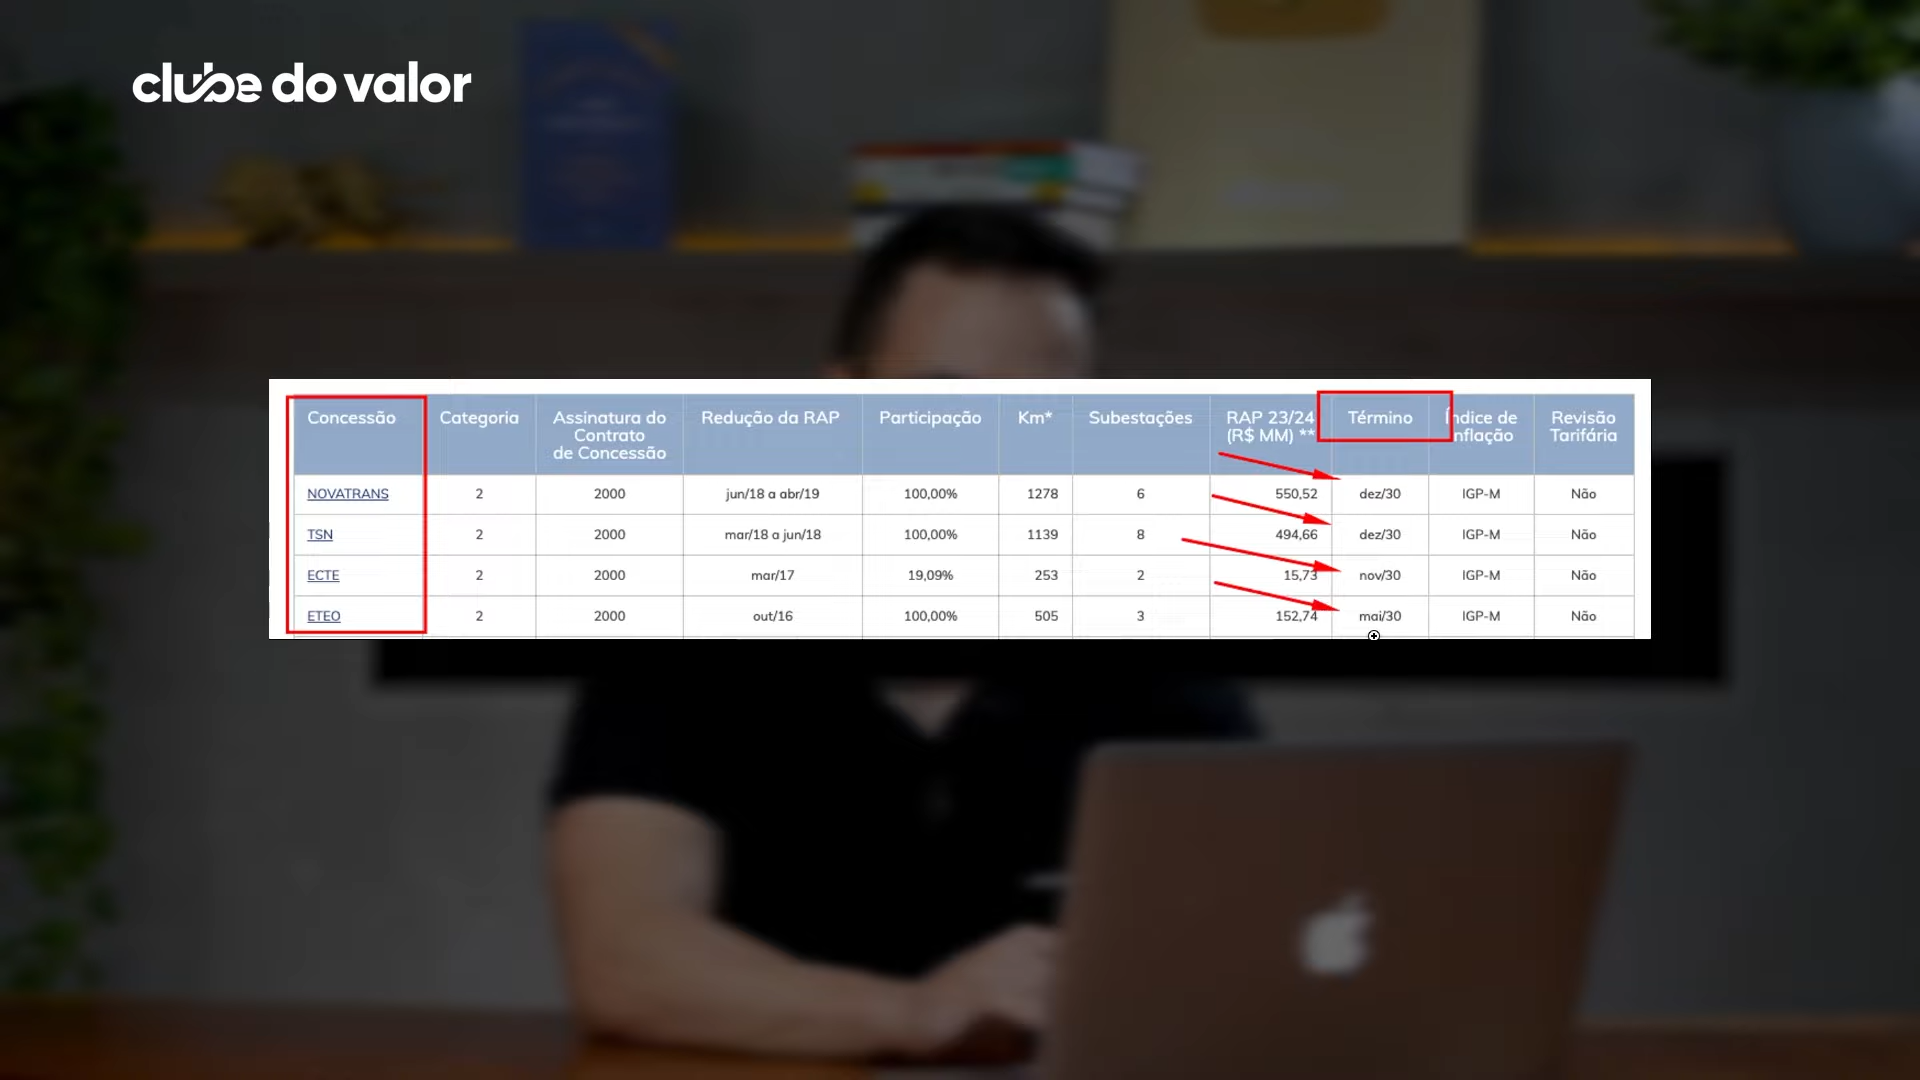 clube do valor
Concessão Categoria Assinatura do Contrato de Concessão Redução da RAP Participação Km* Subestações RAP 23/24 (R$ MM) ** Término Índice de Inflação Revisão Tarifária
NOVATRANS 2 2000 jun/18 a abr/19 100,00% 1278 6 550,52 dez/30 IGP-M Não
TSN 2 2000 mar/18 a jun/18 100,00% 1139 8 494,66 dez/30 IGP-M Não
ECTE 2 2000 mar/17 19,09% 253 2 15,73 nov/30 IGP-M Não
ETEO 2 2000 out/16 100,00% 505 3 152,74 mai/30 IGP-M Não